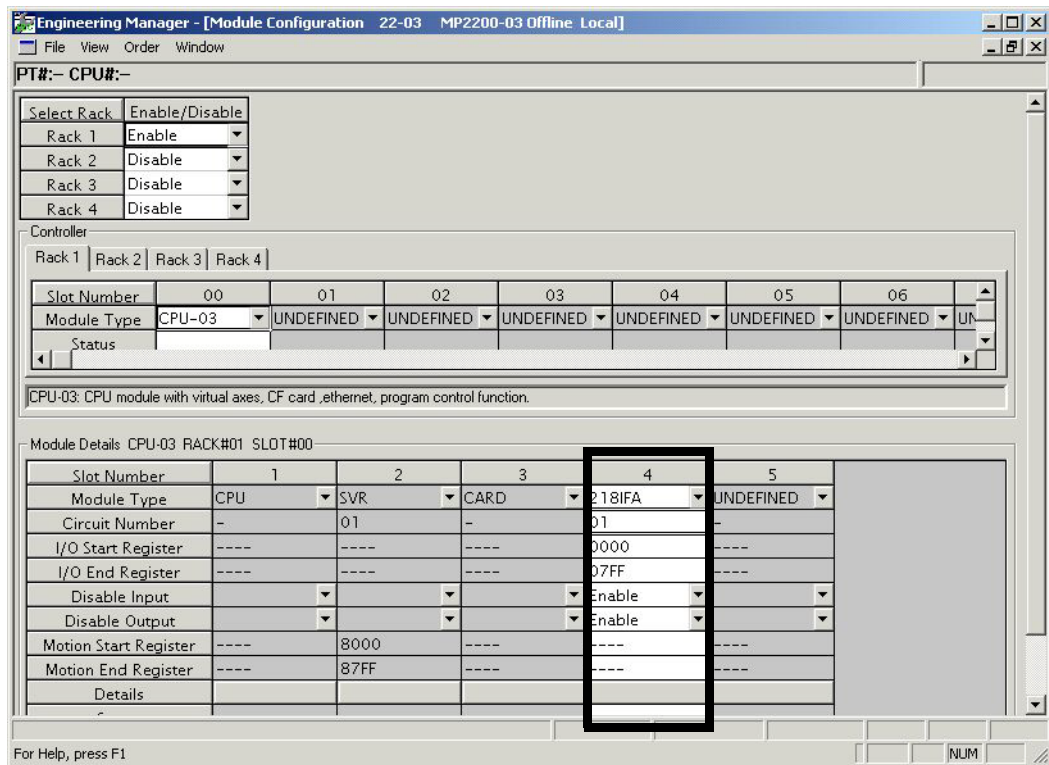 Engineering Manager - [Module Configuration 22-03 MP2200-03 Offline Local]
File View Order Window
PT#:– CPU#:–
Select Rack Enable/Disable
Rack 1 Enable
Rack 2 Disable
Rack 3 Disable
Rack 4 Disable
Controller
Rack 1 Rack 2 Rack 3 Rack 4
Slot Number 00 01 02 03 04 05 06
Module Type CPU-03 UNDEFINED UNDEFINED UNDEFINED UNDEFINED UNDEFINED UNDEFINED UN
Status
CPU-03: CPU module with virtual axes, CF card ,ethernet, program control function.
Module Details CPU-03 RACK#01 SLOT#00
Slot Number 1 2 3 4 5
Module Type CPU SVR CARD 218IFA UNDEFINED
Circuit Number - 01 - 01 -
I/O Start Register ---- ---- ---- 0000 ----
I/O End Register ---- ---- ---- 07FF ----
Disable Input Enable
Disable Output Enable
Motion Start Register ---- 8000 ---- ---- ----
Motion End Register ---- 87FF ---- ---- ----
Details
For Help, press F1 NUM